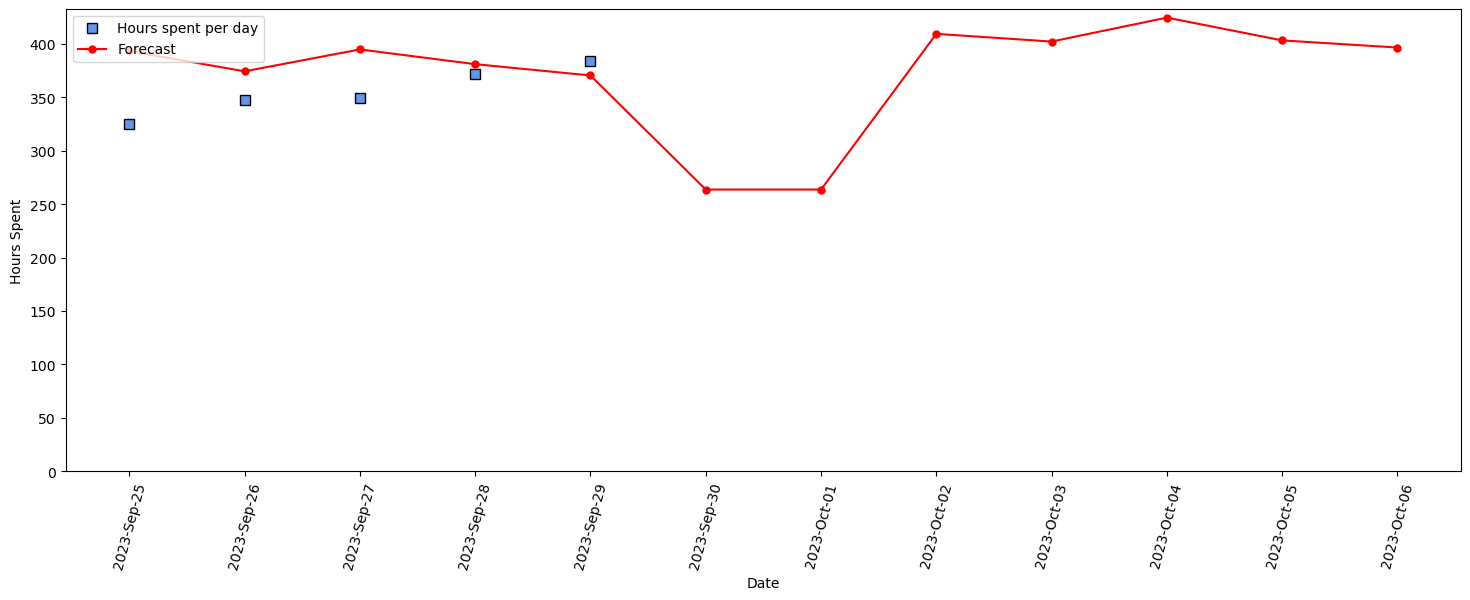 Hours spent per day
Forecast
Hours Spent
400
350
300
250
200
150
100
50
0
2023-Sep-25
2023-Sep-26
2023-Sep-27
2023-Sep-28
2023-Sep-29
2023-Sep-30
2023-Oct-01
2023-Oct-02
2023-Oct-03
2023-Oct-04
2023-Oct-05
2023-Oct-06
Date